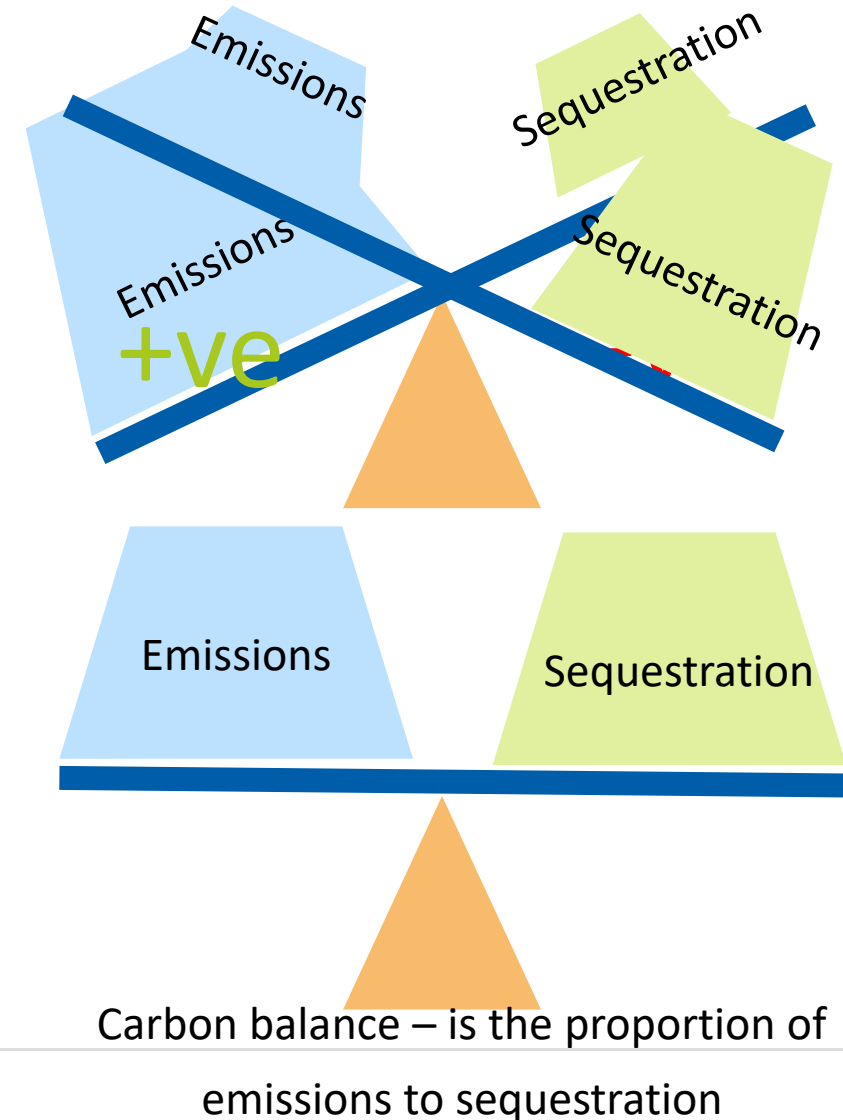 Emissions
Sequestration
Emissions
Sequestration
+ve
Emissions
Sequestration
Carbon balance – is the proportion of
emissions to sequestration